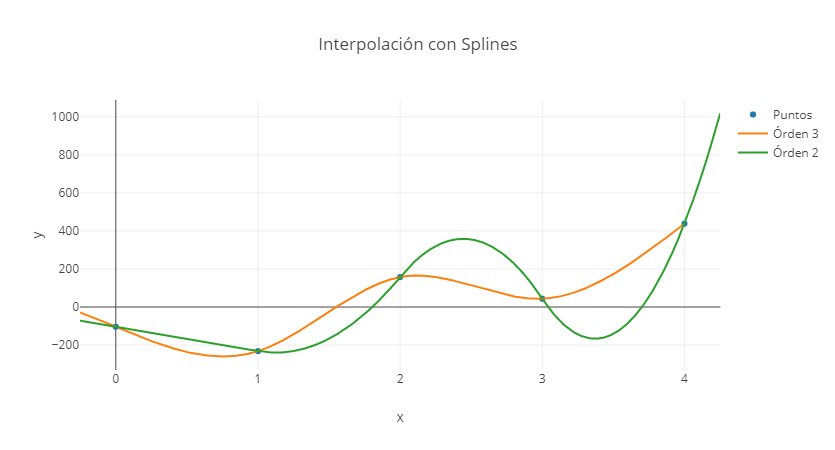 Interpolación con Splines
Puntos
Órden 3
Órden 2
1000
800
600
400
200
0
−200
y
0
1
2
3
4
x